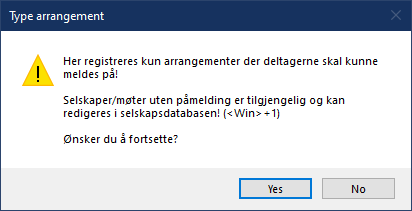 Type arrangement
Her registreres kun arrangementer der deltagerne skal kunne
meldes på!
Selskaper/møter uten påmelding er tilgjengelig og kan
redigeres i selskapsdatabasen! (<Win>+1)
Ønsker du å fortsette?
Yes
No